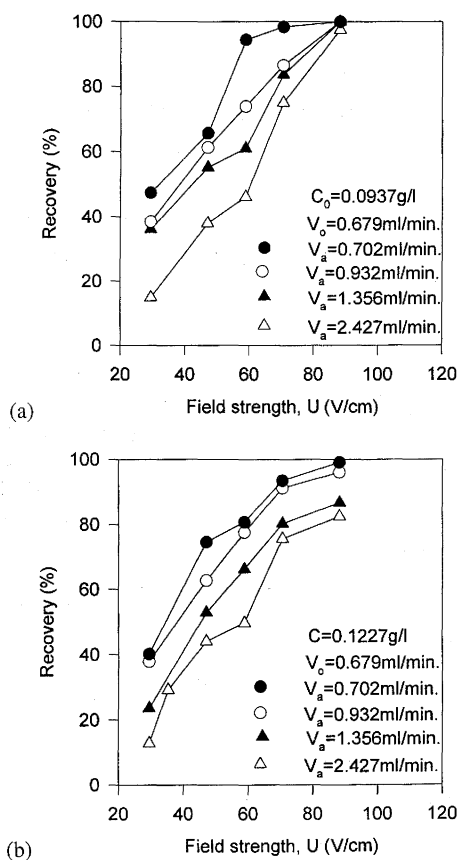 100
80
60
40
20
0
Recovery (%)
C₀=0.0937g/l
Vₒ=0.679ml/min.
Vₐ=0.702ml/min.
Vₐ=0.932ml/min.
Vₐ=1.356ml/min.
Vₐ=2.427ml/min.
20 40 60 80 100 120
Field strength, U (V/cm)
(a)
100
80
60
40
20
0
Recovery (%)
C=0.1227g/l
Vₒ=0.679ml/min.
Vₐ=0.702ml/min.
Vₐ=0.932ml/min.
Vₐ=1.356ml/min.
Vₐ=2.427ml/min.
20 40 60 80 100 120
Field strength, U (V/cm)
(b)